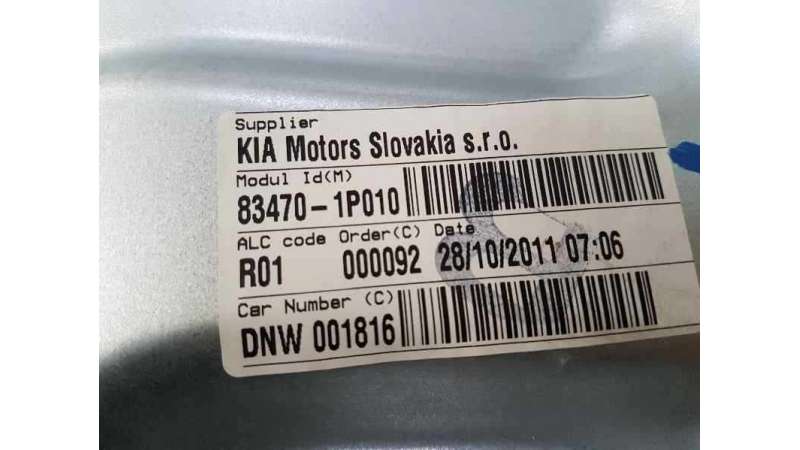 Supplier
KIA Motors Slovakia s.r.o.
Modul Id(M)
83470-1P010
ALC code Order(C) Date
R01 000092 28/10/2011 07:06
Car Number (C)
DNW 001816